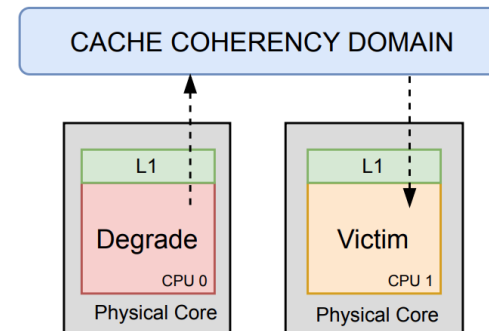 CACHE COHERENCY DOMAIN
L1
Degrade
CPU 0
Physical Core
L1
Victim
CPU 1
Physical Core